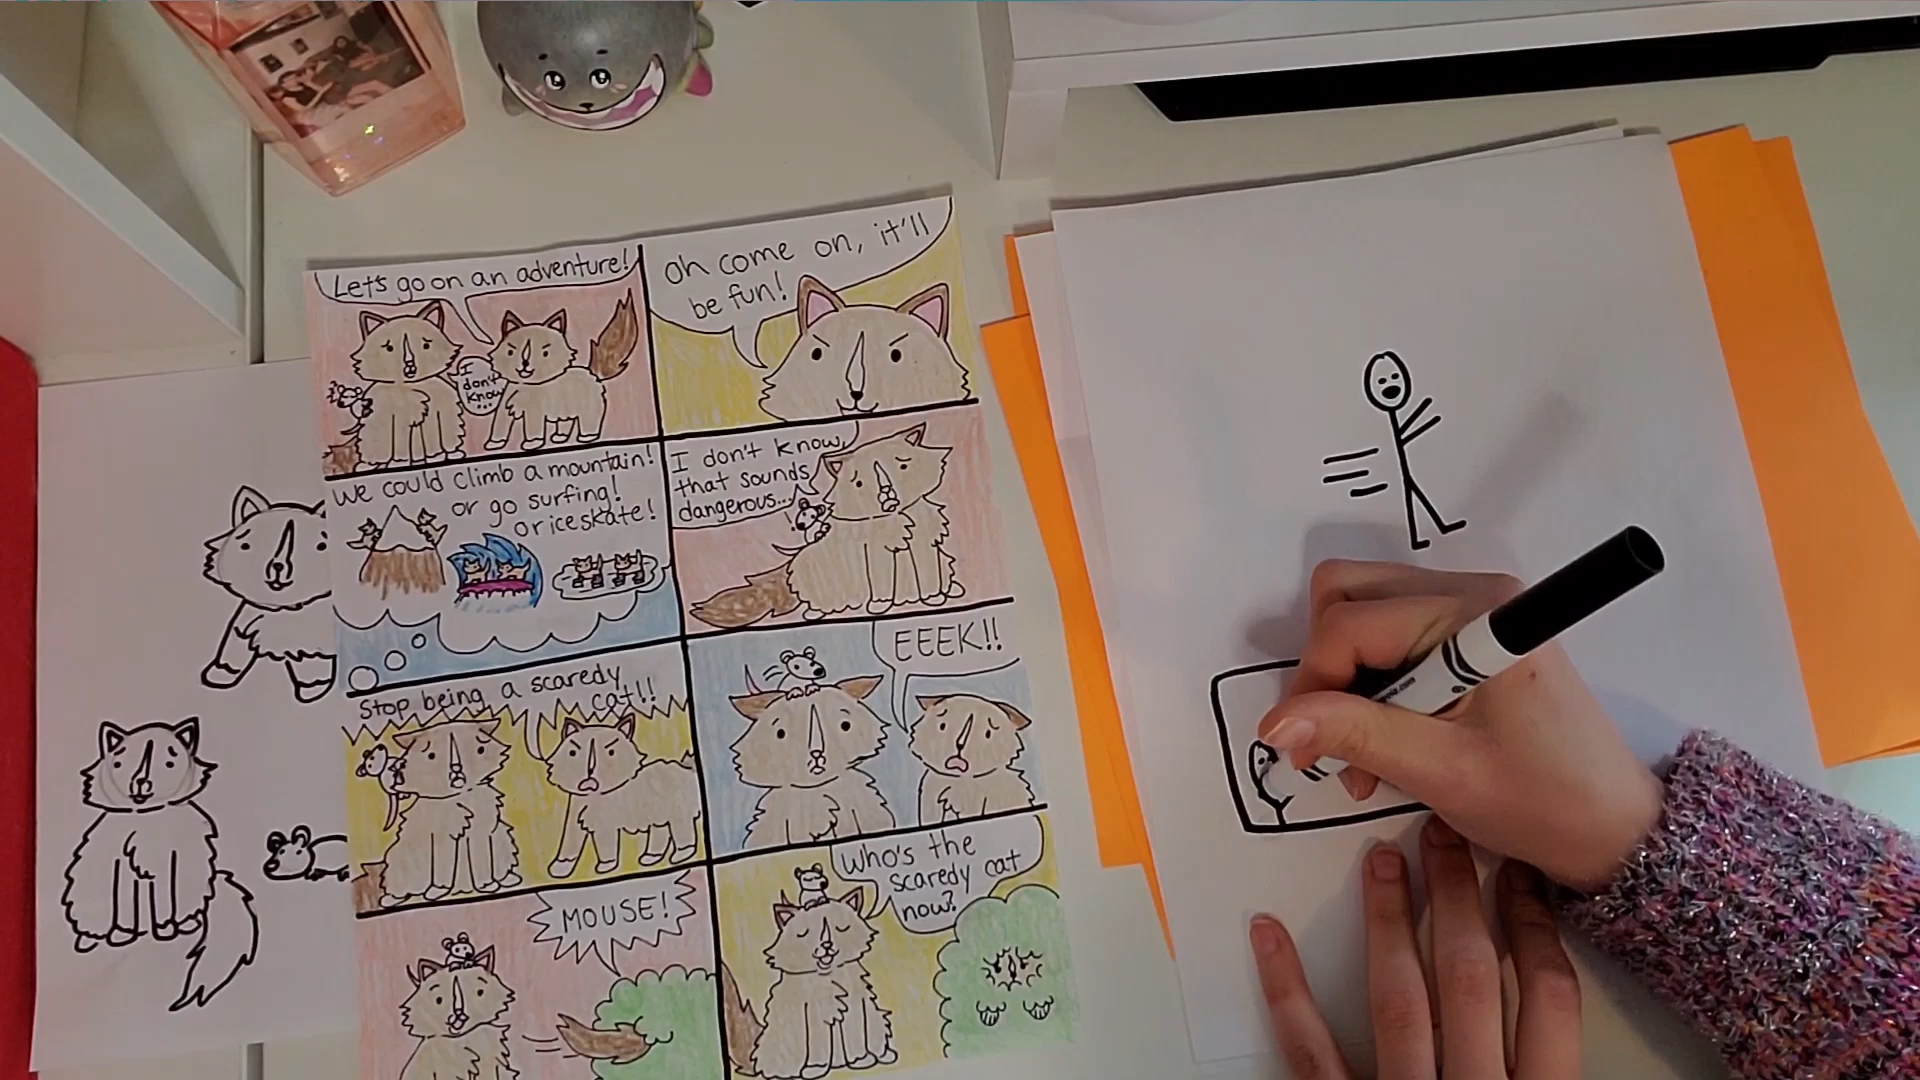 Let's go on an adventure!
I
don't
know
...
Oh come on, it'll
be fun!
We could climb a mountain!
or go surfing!
Or iceskate!
I don't know,
that sounds
dangerous...
!
Stop being a scaredy
cat!!
EEEK!!
MOUSE!
Who's the
scaredy cat
now?